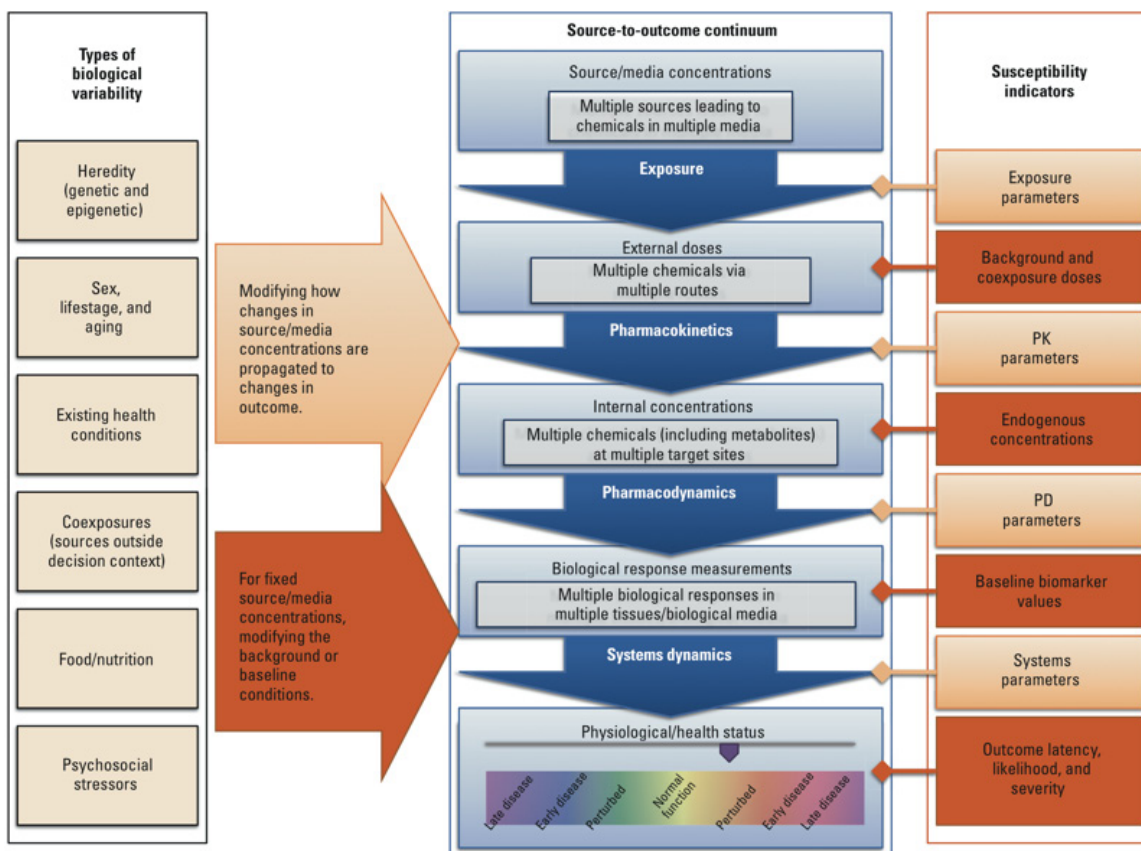 Types of
biological
variability
Heredity
(genetic and
epigenetic)
Sex,
lifestage, and
aging
Existing health
conditions
Coexposures
(sources outside
decision context)
Food/nutrition
Psychosocial
stressors
Modifying how
changes in
source/media
concentrations are
propagated to
changes in
outcome.
For fixed
source/media
concentrations,
modifying the
background or
baseline
conditions.
Source-to-outcome continuum
Source/media concentrations
Multiple sources leading to
chemicals in multiple media
Exposure
External doses
Multiple chemicals via
multiple routes
Pharmacokinetics
Internal concentrations
Multiple chemicals (including metabolites)
at multiple target sites
Pharmacodynamics
Biological response measurements
Multiple biological responses in
multiple tissues/biological media
Systems dynamics
Physiological/health status
Late disease
Early disease
Perturbed
Normal
function
Perturbed
Early disease
Late disease
Susceptibility
indicators
Exposure
parameters
Background and
coexposure doses
PK
parameters
Endogenous
concentrations
PD
parameters
Baseline biomarker
values
Systems
parameters
Outcome latency,
likelihood, and
severity